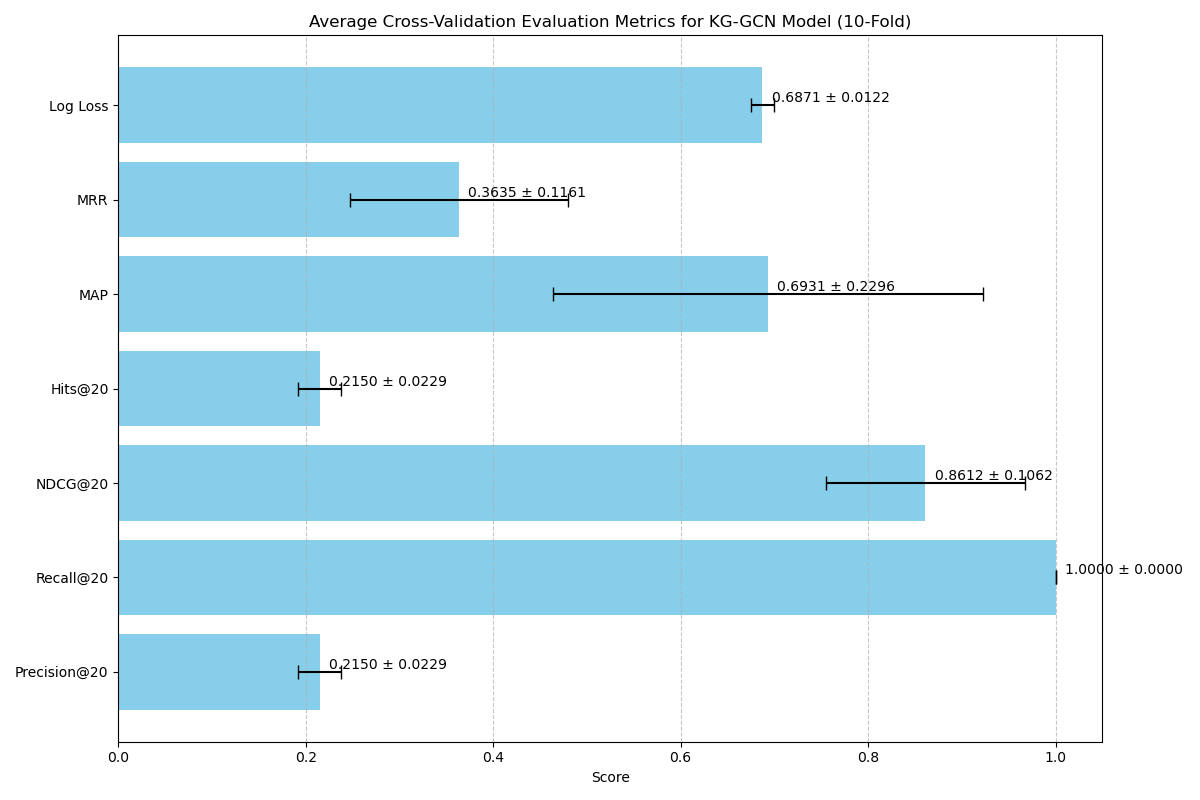 Average Cross-Validation Evaluation Metrics for KG-GCN Model (10-Fold)
Log Loss
0.6871 ± 0.0122
MRR
0.3635 ± 0.1161
MAP
0.6931 ± 0.2296
Hits@20
0.2150 ± 0.0229
NDCG@20
0.8612 ± 0.1062
Recall@20
1.0000 ± 0.0000
Precision@20
0.2150 ± 0.0229
0.0
0.2
0.4
0.6
0.8
1.0
Score